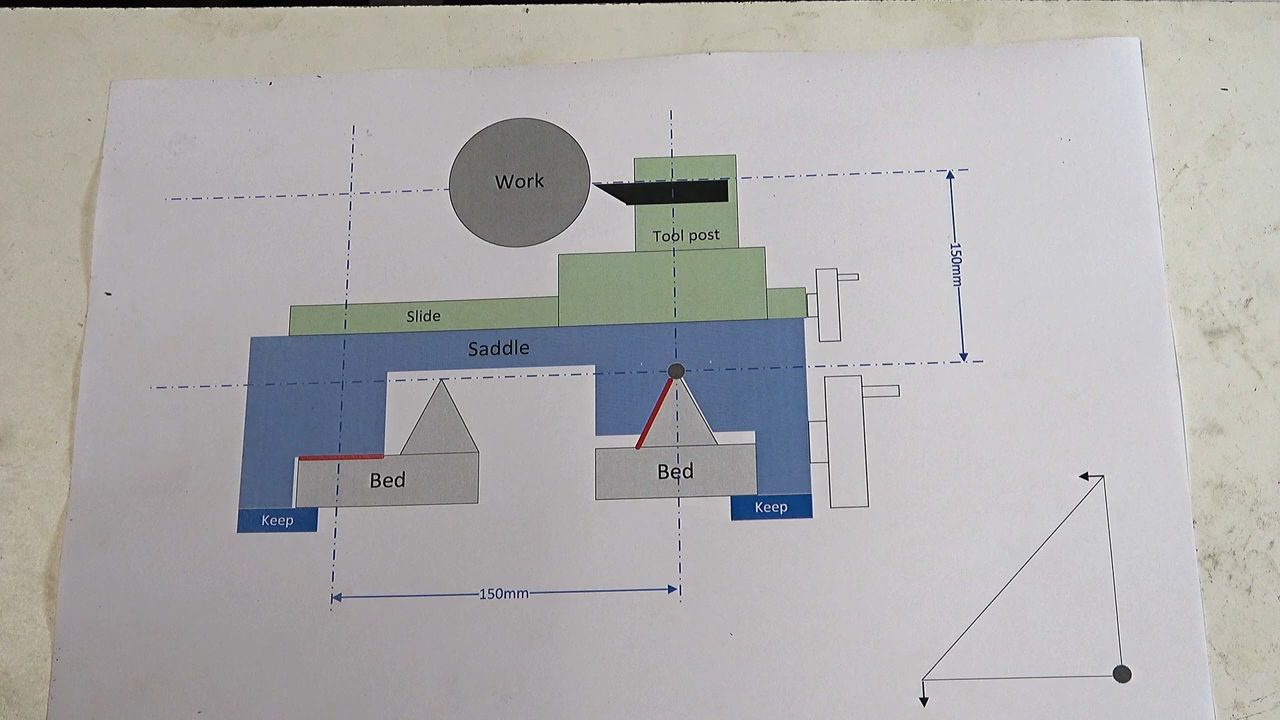 Work
Tool post
150mm
Slide
Saddle
Bed
Bed
Keep
Keep
150mm